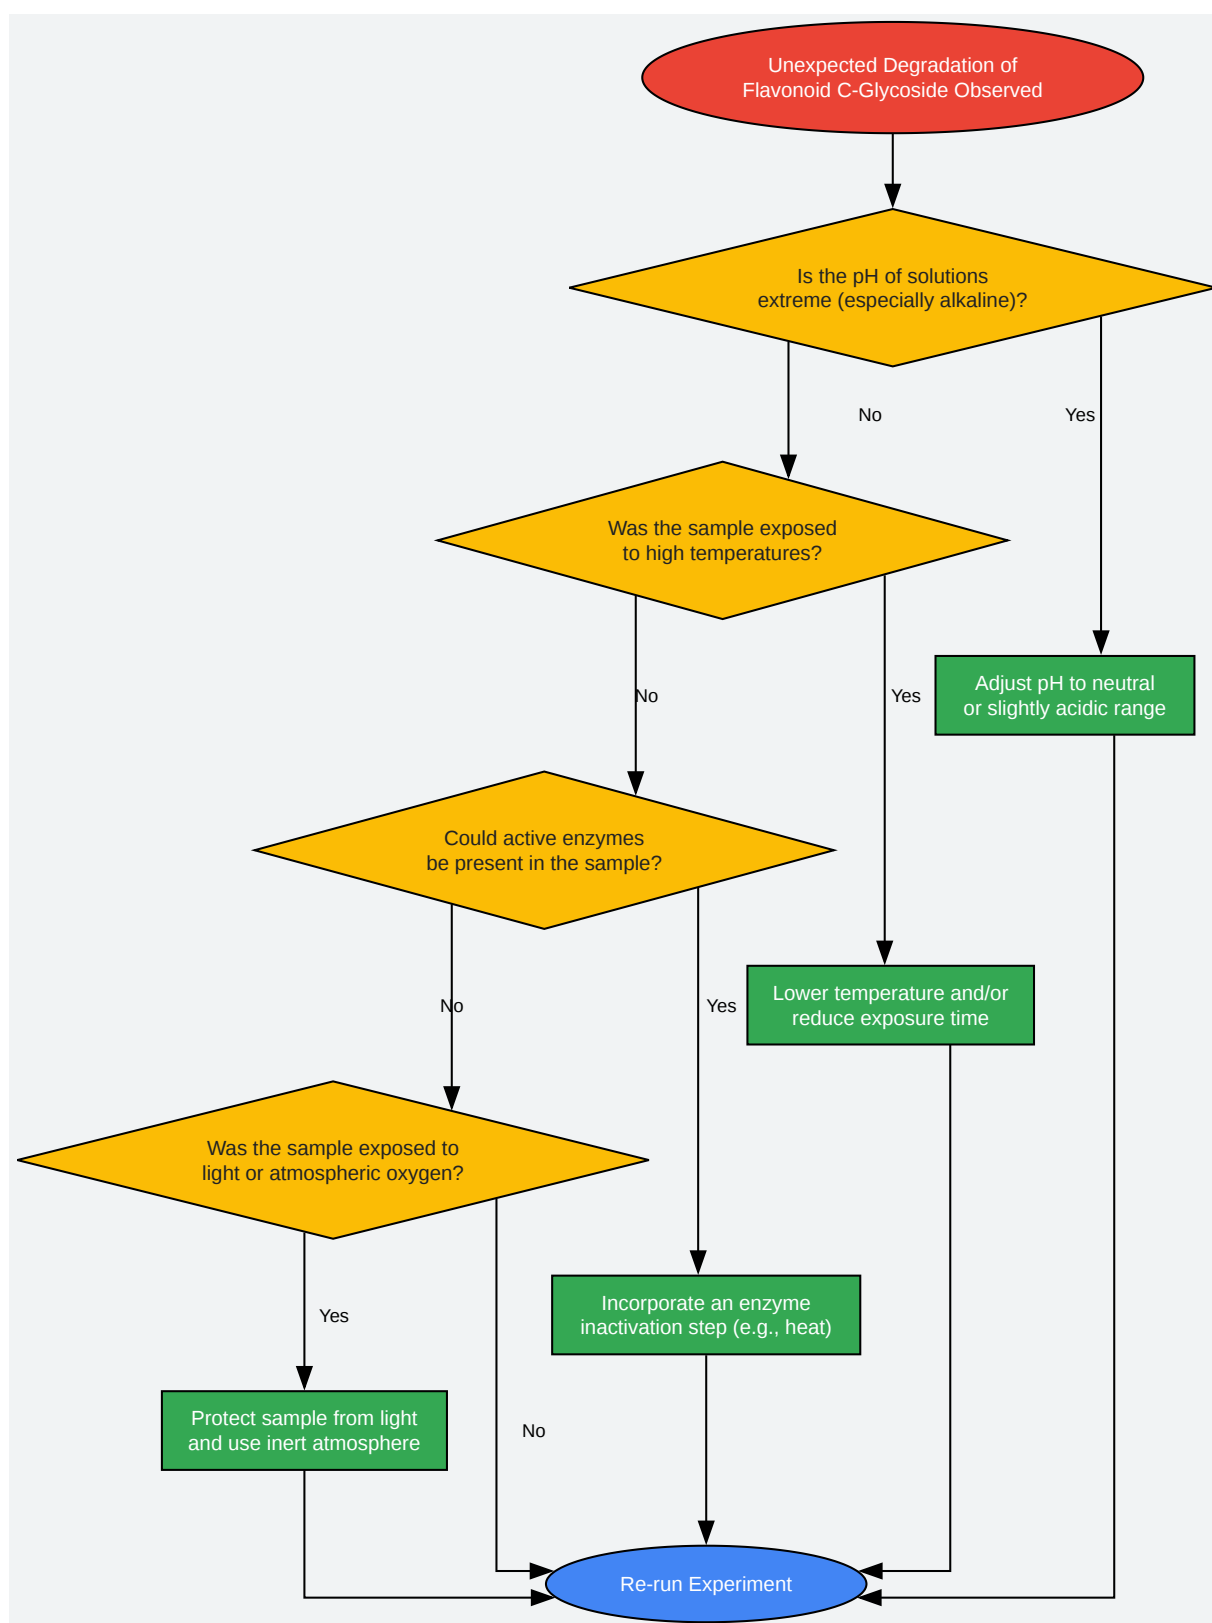 Unexpected Degradation of
Flavonoid C-Glycoside Observed
Is the pH of solutions
extreme (especially alkaline)?
No
Yes
Was the sample exposed
to high temperatures?
No
Yes
Adjust pH to neutral
or slightly acidic range
Could active enzymes
be present in the sample?
No
Yes
Lower temperature and/or
reduce exposure time
Was the sample exposed to
light or atmospheric oxygen?
Yes
Incorporate an enzyme
inactivation step (e.g., heat)
Protect sample from light
and use inert atmosphere
No
Re-run Experiment